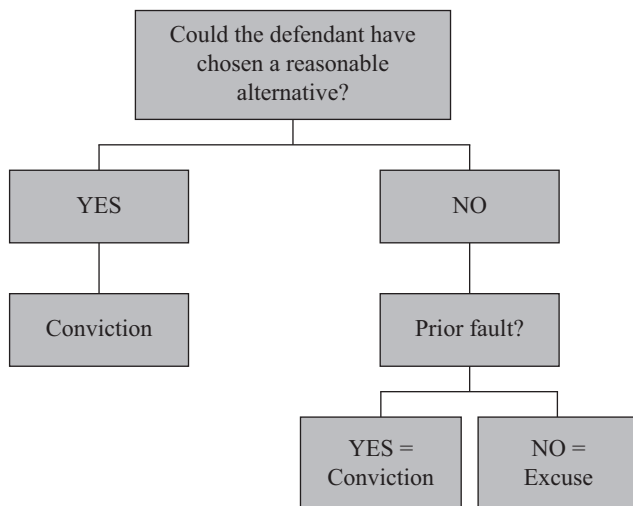 Could the defendant have
chosen a reasonable
alternative?
YES
NO
Conviction
Prior fault?
YES =
Conviction
NO =
Excuse